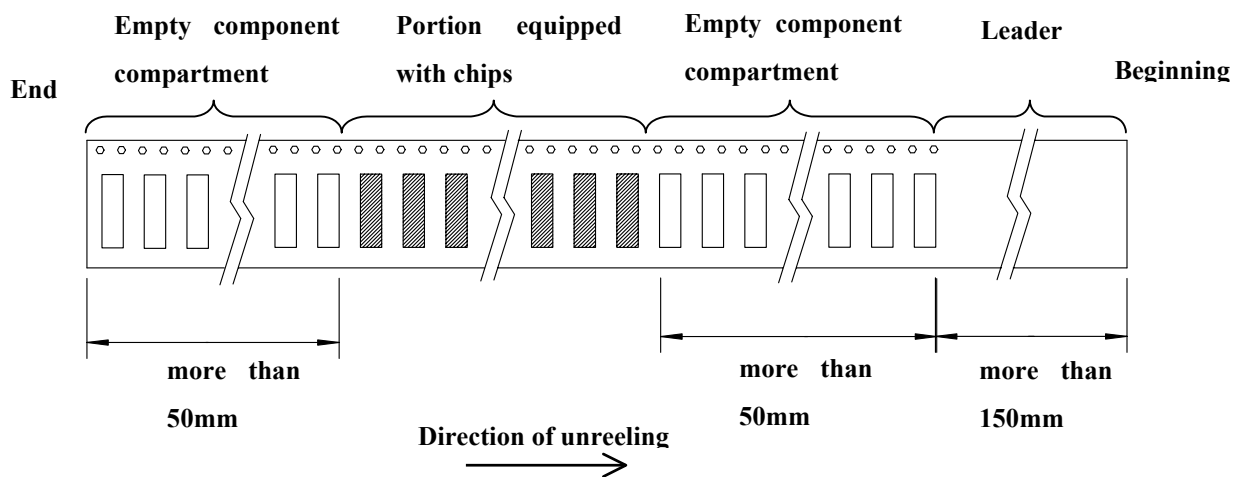 End
Empty component
compartment
Portion equipped
with chips
Empty component
compartment
Leader
Beginning
more than
50mm
more than
50mm
more than
150mm
Direction of unreeling